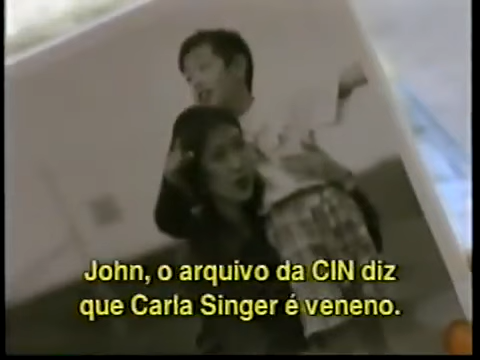 John, o arquivo da CIN diz
que Carla Singer é veneno.